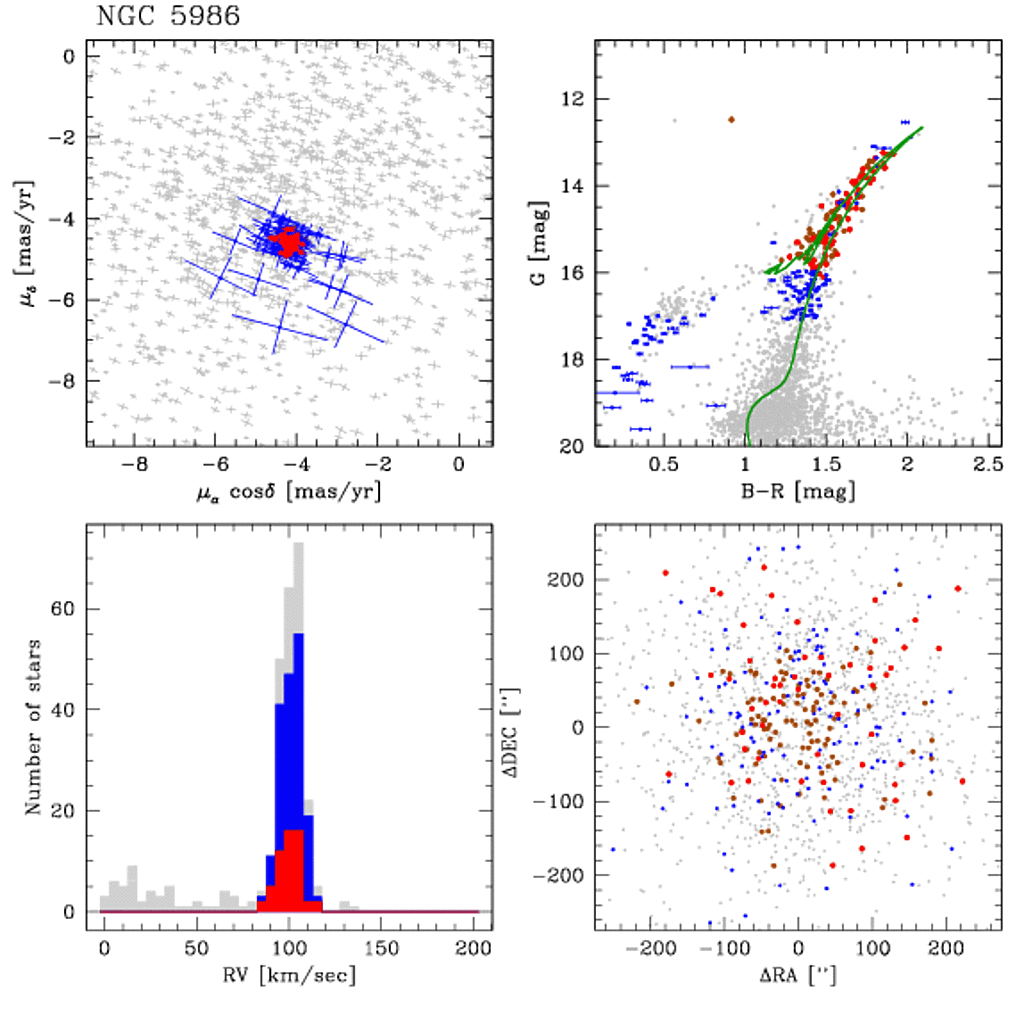 NGC 5986
0
−2
−4
−6
−8
μδ [mas/yr]
−8 −6 −4 −2 0
μα cosδ [mas/yr]
12
14
16
18
20
G [mag]
0.5 1 1.5 2 2.5
B−R [mag]
60
40
20
0
Number of stars
0 50 100 150 200
RV [km/sec]
200
100
0
−100
−200
ΔDEC ["]
−200 −100 0 100 200
ΔRA ["]